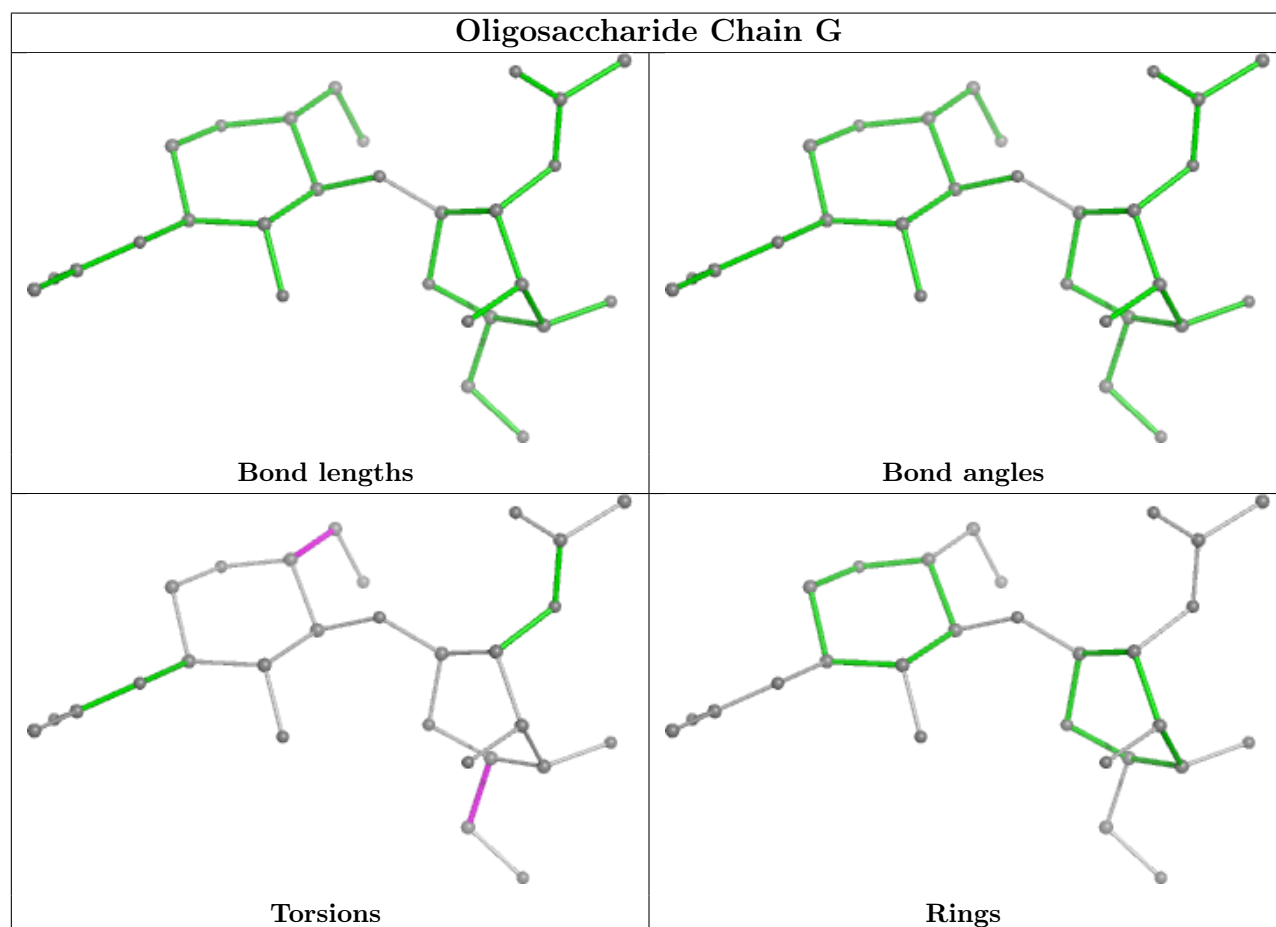 Oligosaccharide Chain G
Bond lengths
Bond angles
Torsions
Rings